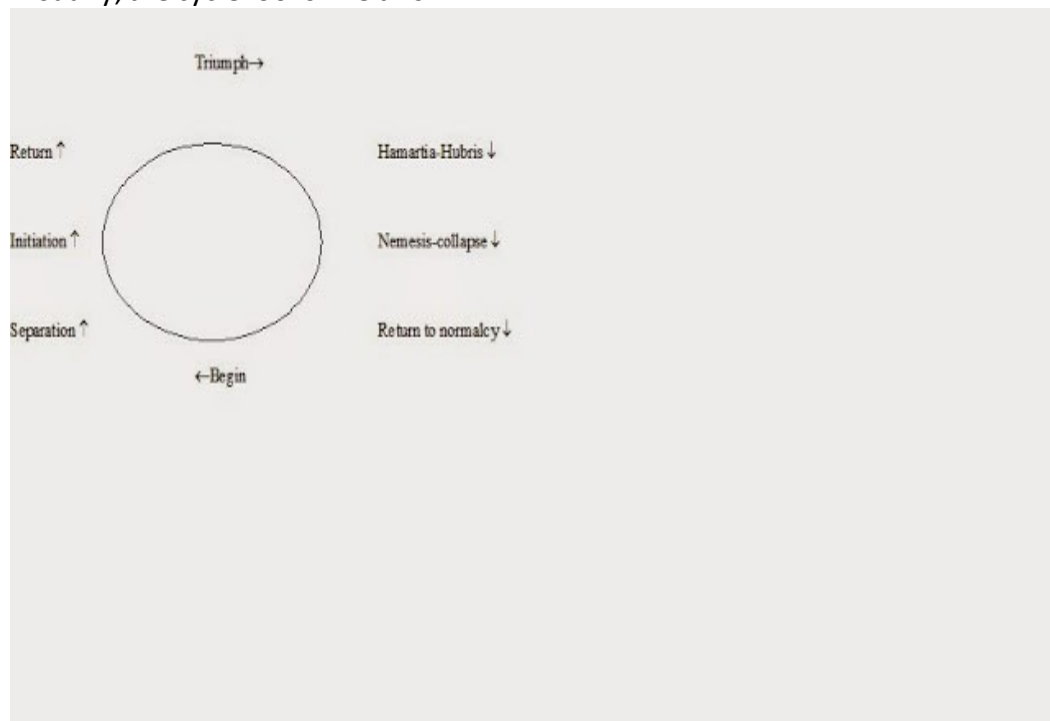 Triumph→
Return ↑
Hamartia-Hubris ↓
Initiation ↑
Nemesis-collapse ↓
Separation ↑
Return to normalcy ↓
←Begin